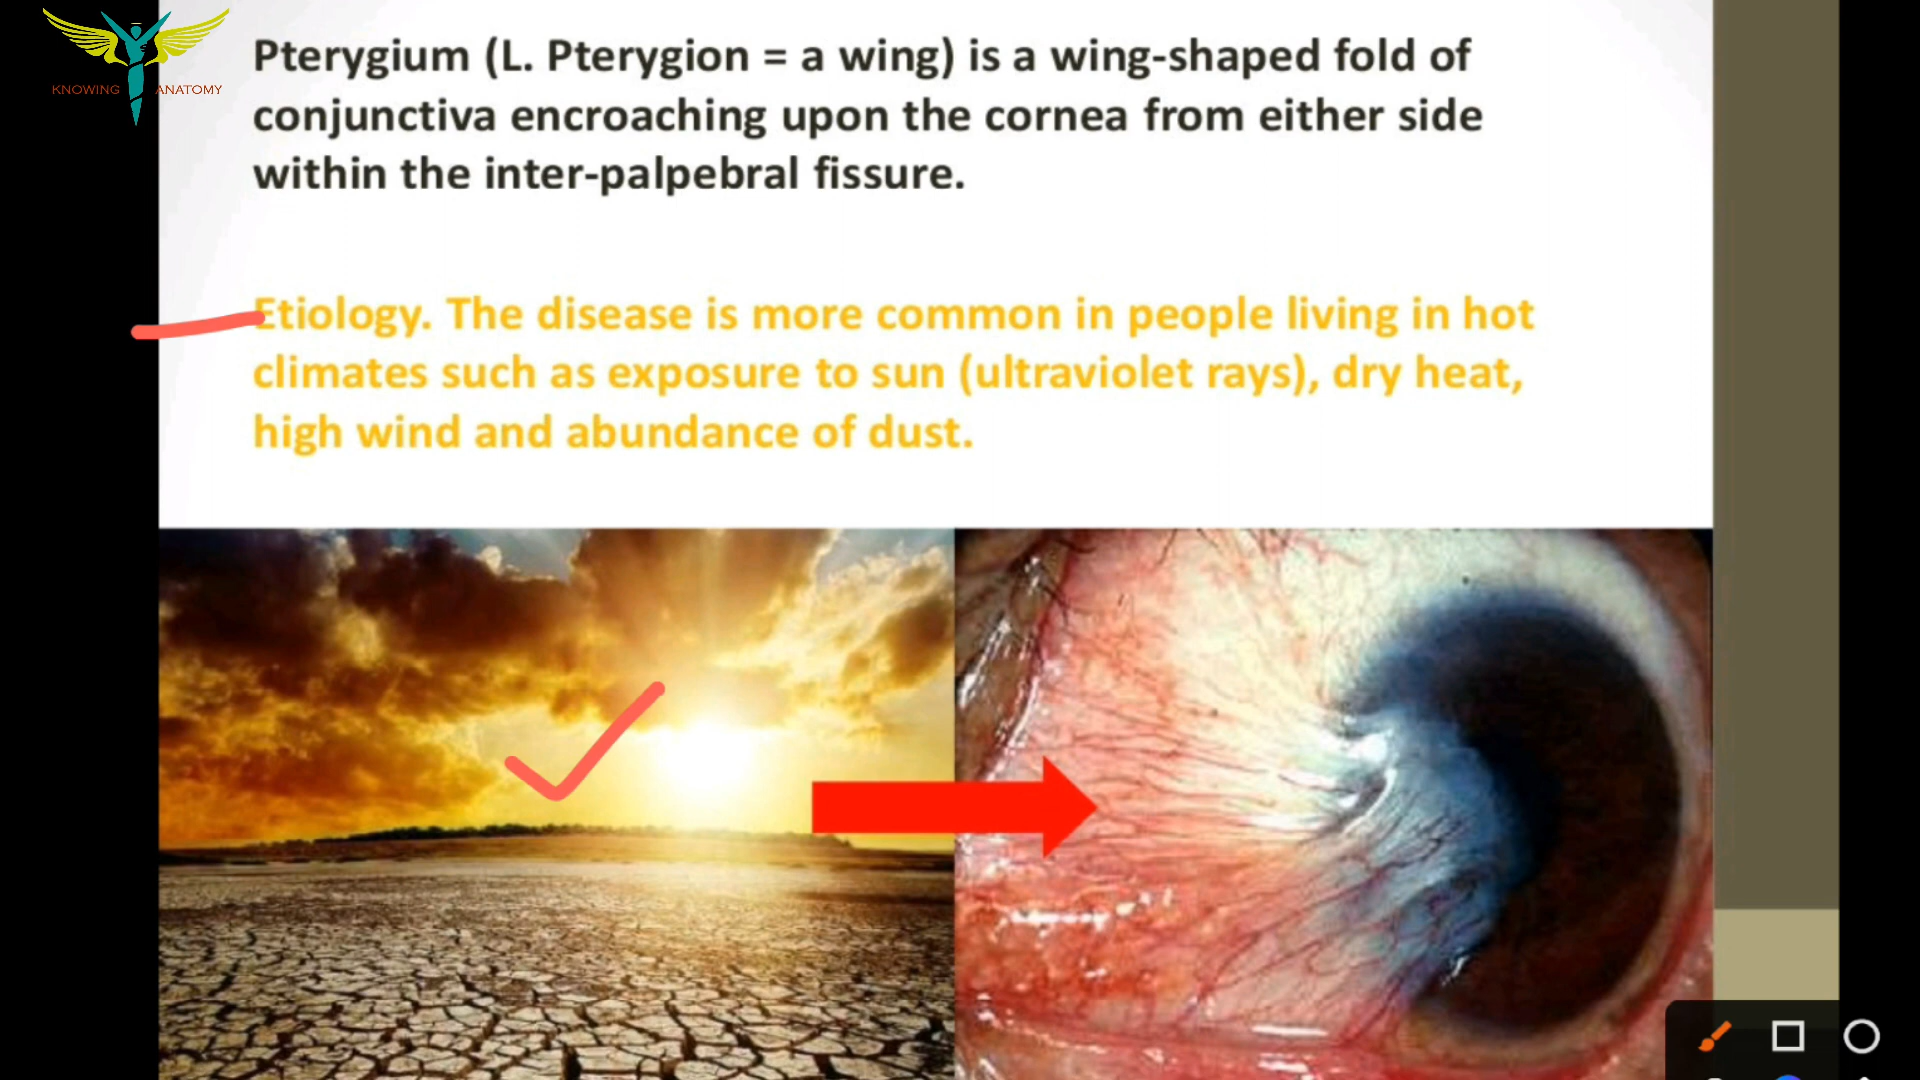 KNOWING ANATOMY
Pterygium (L. Pterygion = a wing) is a wing-shaped fold of
conjunctiva encroaching upon the cornea from either side
within the inter-palpebral fissure.
Etiology. The disease is more common in people living in hot
climates such as exposure to sun (ultraviolet rays), dry heat,
high wind and abundance of dust.